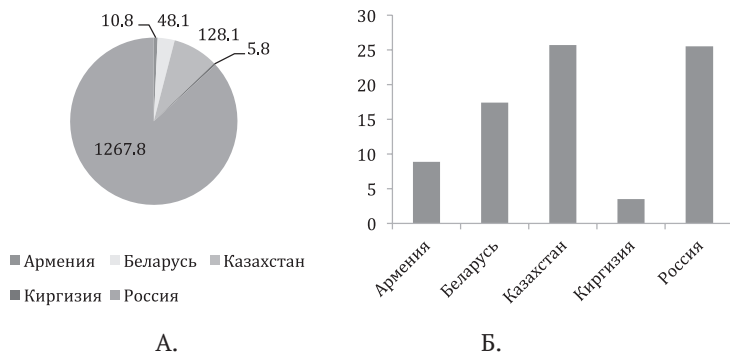 10.8
48.1
128.1
5.8
1267.8
Армения Беларусь Казахстан
Киргизия Россия
А.
30
25
20
15
10
5
0
Армения
Беларусь
Казахстан
Киргизия
Россия
Б.